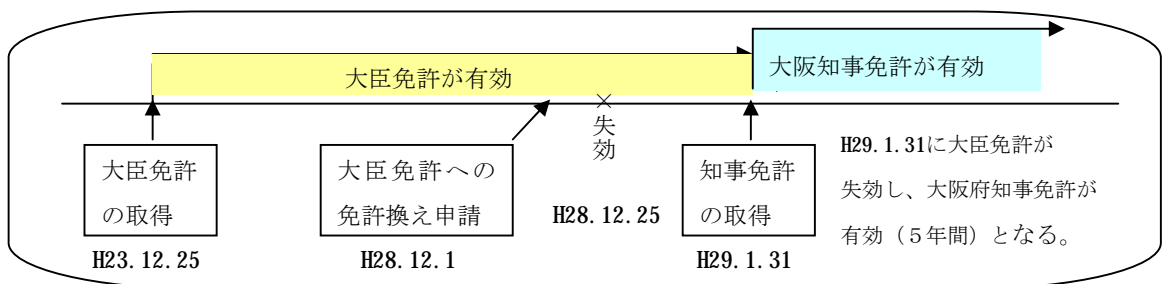 大臣免許が有効
大阪知事免許が有効
×
失
効
大臣免許
の取得
大臣免許への
免許換え申請
H28.12.25
知事免許
の取得
H29.1.31に大臣免許が
失効し、大阪府知事免許が
有効（５年間）となる。
H23.12.25
H28.12.1
H29.1.31